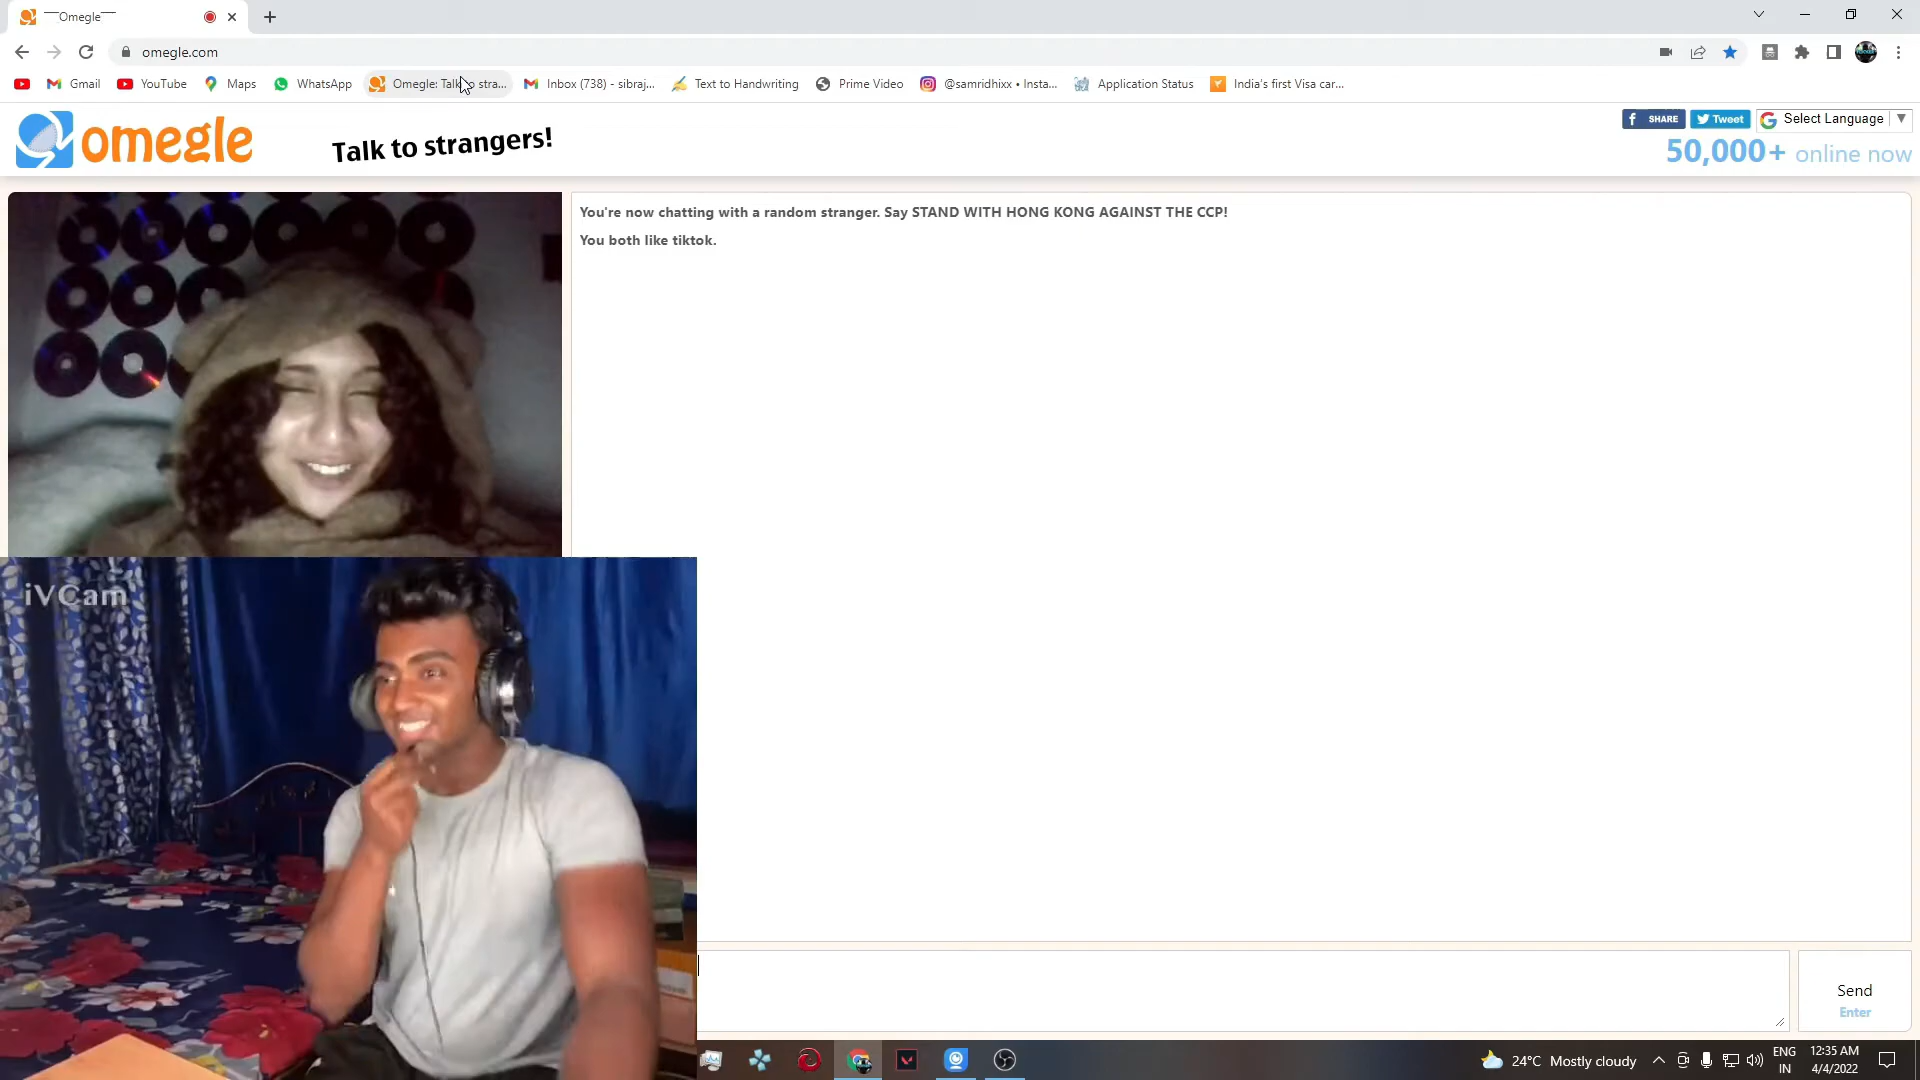 Omegle
omegle.com
Gmail
YouTube
Maps
WhatsApp
Omegle: Talk to stra...
Inbox (738) - sibraj...
Text to Handwriting
Prime Video
@samridhixx • Insta...
Application Status
India's first Visa car...
omegle
Talk to strangers!
SHARE
Tweet
Select Language
50,000+ online now
You're now chatting with a random stranger. Say STAND WITH HONG KONG AGAINST THE CCP!
You both like tiktok.
iVCam
Send
Enter
24°C Mostly cloudy
ENG
IN
12:35 AM
4/4/2022